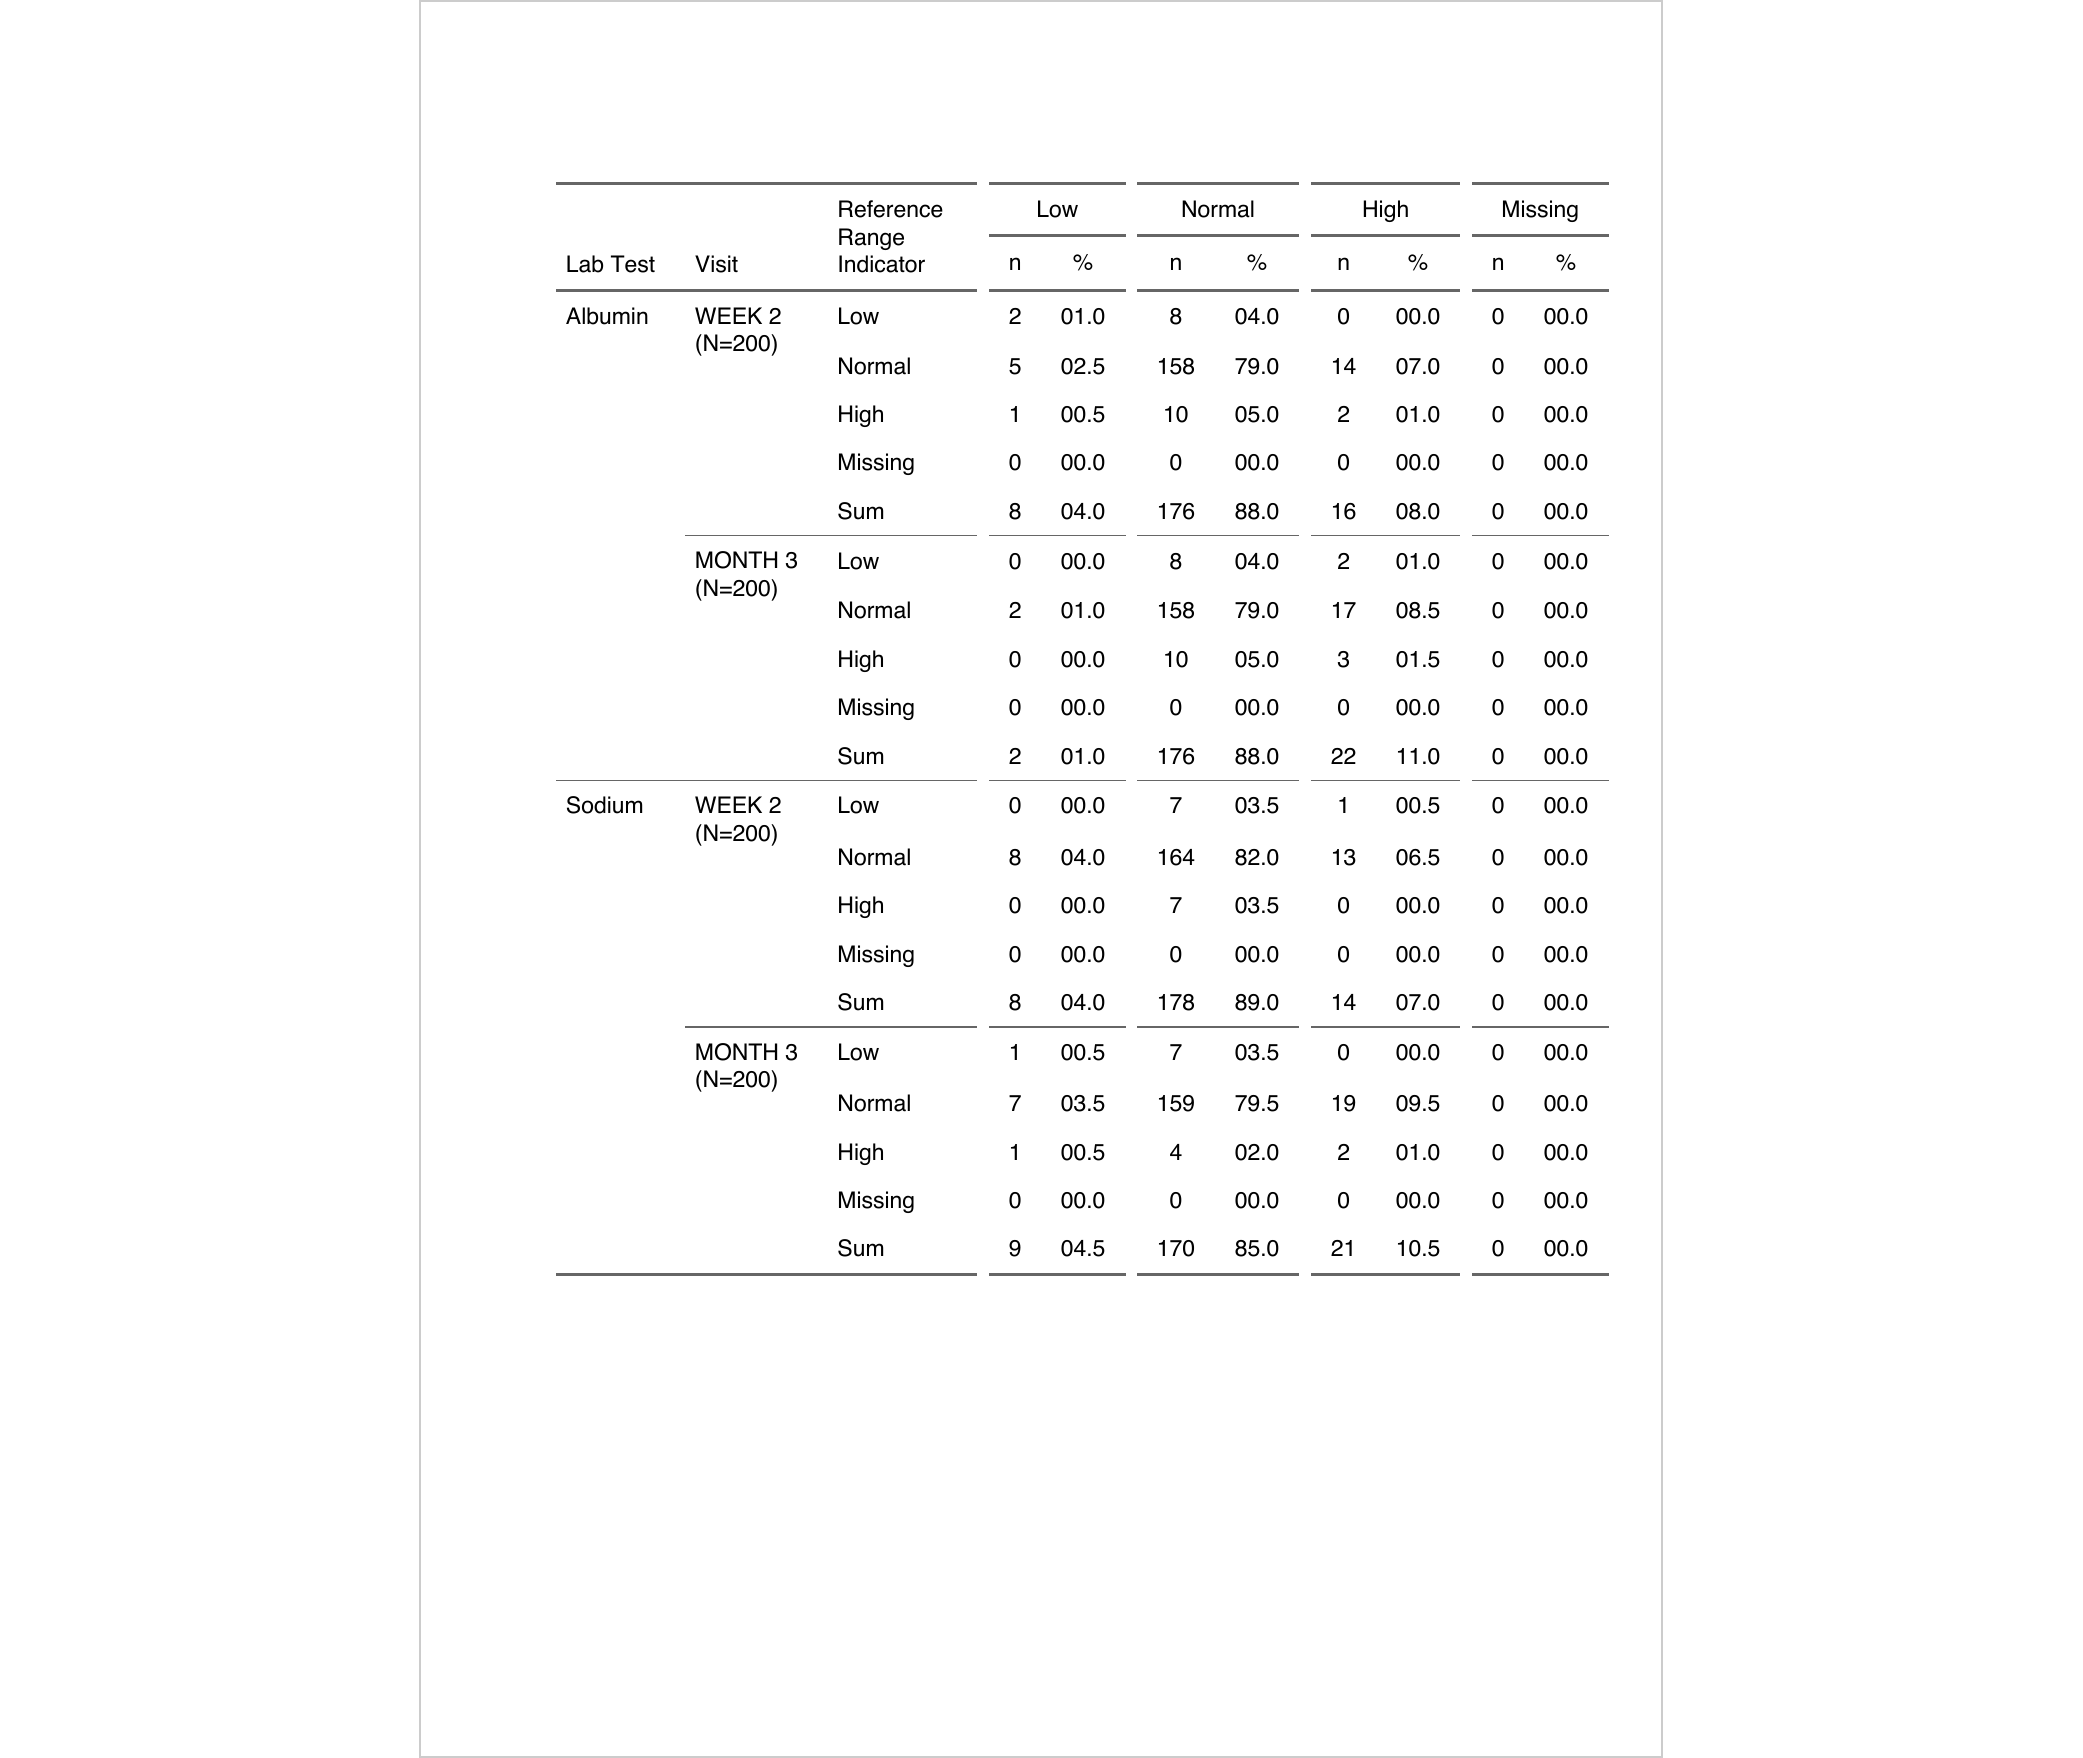 Lab Test Visit Reference Range Indicator Low Normal High Missing
n % n % n % n %
Albumin WEEK 2 (N=200) Low 2 01.0 8 04.0 0 00.0 0 00.0
Normal 5 02.5 158 79.0 14 07.0 0 00.0
High 1 00.5 10 05.0 2 01.0 0 00.0
Missing 0 00.0 0 00.0 0 00.0 0 00.0
Sum 8 04.0 176 88.0 16 08.0 0 00.0
MONTH 3 (N=200) Low 0 00.0 8 04.0 2 01.0 0 00.0
Normal 2 01.0 158 79.0 17 08.5 0 00.0
High 0 00.0 10 05.0 3 01.5 0 00.0
Missing 0 00.0 0 00.0 0 00.0 0 00.0
Sum 2 01.0 176 88.0 22 11.0 0 00.0
Sodium WEEK 2 (N=200) Low 0 00.0 7 03.5 1 00.5 0 00.0
Normal 8 04.0 164 82.0 13 06.5 0 00.0
High 0 00.0 7 03.5 0 00.0 0 00.0
Missing 0 00.0 0 00.0 0 00.0 0 00.0
Sum 8 04.0 178 89.0 14 07.0 0 00.0
MONTH 3 (N=200) Low 1 00.5 7 03.5 0 00.0 0 00.0
Normal 7 03.5 159 79.5 19 09.5 0 00.0
High 1 00.5 4 02.0 2 01.0 0 00.0
Missing 0 00.0 0 00.0 0 00.0 0 00.0
Sum 9 04.5 170 85.0 21 10.5 0 00.0